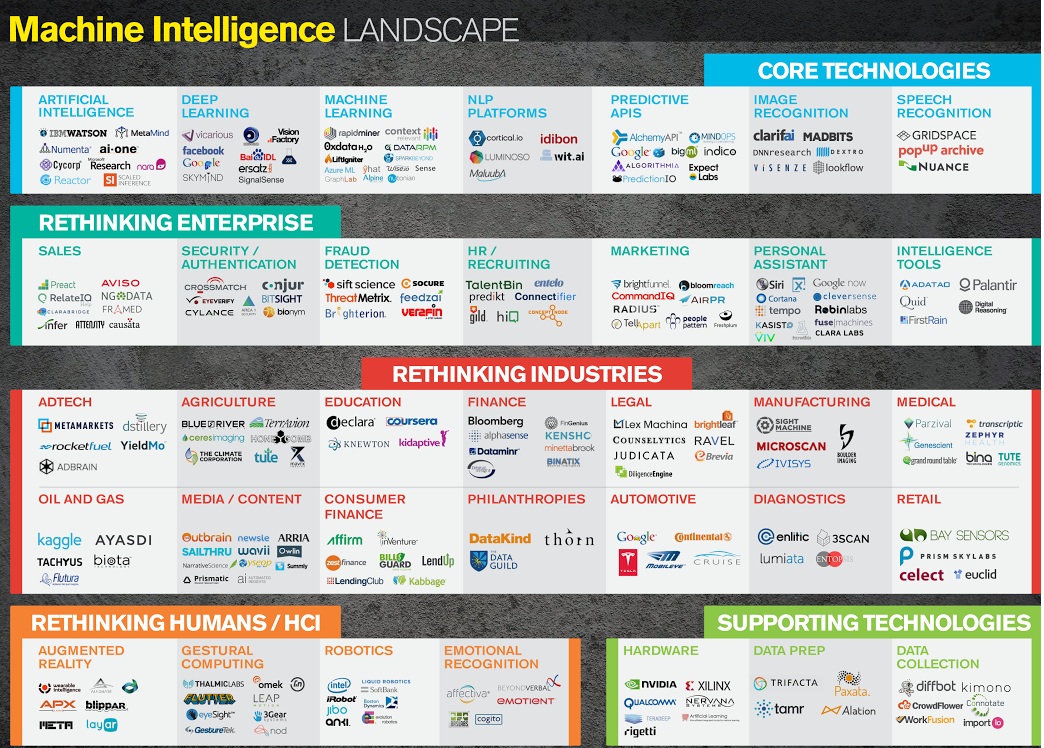 Machine Intelligence LANDSCAPE
CORE TECHNOLOGIES
ARTIFICIAL
INTELLIGENCE
IBMWATSON MetaMind
Numenta ai-one
Cycorp Microsoft Research nara
Reactor SCALED INFERENCE
DEEP
LEARNING
vicarious Vision Factory
facebook
Google Baidu IDL
ersatz
SKYMIND SignalSense
MACHINE
LEARNING
rapidminer context relevant
0xdata H2O DATARPM
LiftIgniter SPARKBEYOND
Azure ML yhat wise.io Sense
GraphLab Alpine nutonian
NLP
PLATFORMS
cortical.io idibon
LUMINOSO wit.ai
Maluuba
PREDICTIVE
APIS
AlchemyAPI MINDOPS
Google bigml indico
ALGORITHMIA Expect Labs
PredictionIO
IMAGE
RECOGNITION
clarifai MADBITS
DNNresearch DEXTRO
ViSENZE lookflow
SPEECH
RECOGNITION
GRIDSPACE
popup archive
NUANCE
RETHINKING ENTERPRISE
SALES
Preact AVISO
RelateIQ NGDATA
CLARABRIDGE FRAMED
infer ATTENSITY causata
SECURITY /
AUTHENTICATION
CROSSMATCH conjur
EYEVERIFY AREA 1 SECURITY BITSIGHT
CYLANCE bionym
FRAUD
DETECTION
sift science SOCURE
ThreatMetrix feedzai
Brighterion VERAFIN
HR /
RECRUITING
TalentBin entelo
predikt Connectifier
gild hiQ CONCEPTNODE
MARKETING
brightfunnel bloomreach
CommandIQ AIRPR
RADIUS
TellApart people pattern Freshplum
PERSONAL
ASSISTANT
Siri Google now
Cortana cleversense
tempo Robinlabs
KASISTO fuse|machines
VIV CLARA LABS
INTELLIGENCE
TOOLS
ADATAO Palantir
Quid Digital Reasoning
FirstRain
RETHINKING INDUSTRIES
ADTECH
METAMARKETS dstillery
rocketfuel YieldMo
ADBRAIN
AGRICULTURE
BLUE RIVER TerrAvion
ceresimaging HONEYCOMB
THE CLIMATE CORPORATION tule mavrx
EDUCATION
declara coursera
KNEWTON kidaptive
FINANCE
Bloomberg FinGenius
alphasense KENSHO
Dataminr minettabrook
BINATIX
LEGAL
Lex Machina brightleaf
COUNSELYTICS RAVEL
JUDICATA eBrevia
DiligenceEngine
MANUFACTURING
SIGHT MACHINE
MICROSCAN
IVISYS BOULDER IMAGING
MEDICAL
Parzival transcriptic
Genescient ZEPHYR HEALTH
grand round table bina TECHNOLOGIES TUTE GENOMICS
OIL AND GAS
kaggle AYASDI
TACHYUS biota
Flutura
MEDIA / CONTENT
Outbrain newsle ARRIA
SAILTHRU wavii Owlin
NarrativeScience yseop Summly
Prismatic ai AUTOMATED INSIGHTS
CONSUMER
FINANCE
Affirm inVenture
zestfinance BILL GUARD LendUp
LendingClub Kabbage
PHILANTHROPIES
DataKind thorn
THE DATA GUILD
AUTOMOTIVE
Google Continental
TESLA MOBILEYE CRUISE
DIAGNOSTICS
enlitic 3SCAN
lumiata ENTOPSIS
RETAIL
BAY SENSORS
PRISM SKYLABS
celect euclid
RETHINKING HUMANS / HCI
AUGMENTED
REALITY
wearable intelligence
APX blippar
META layar
GESTURAL
COMPUTING
THALMICLABS omek
FLUTTER LEAP MOTION
eyeSight 3Gear
GestureTek nod
ROBOTICS
intel LIQUID ROBOTICS
SoftBank
iRobot Boston Dynamics
jibo
anki evolution robotics
EMOTIONAL
RECOGNITION
affectiva BEYONDVERBAL
EMOTIENT
cogito
SUPPORTING TECHNOLOGIES
HARDWARE
NVIDIA XILINX
QUALCOMM NERVANA SYSTEMS
TERADEEP Artificial Learning
rigetti
DATA PREP
TRIFACTA Paxata
tamr Alation
DATA
COLLECTION
diffbot kimono
CrowdFlower Connotate
WorkFusion import io